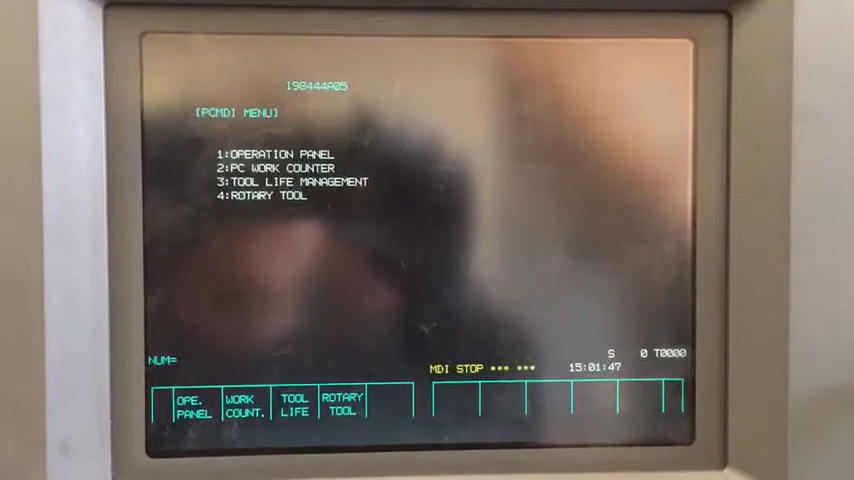 198444A05
[PCMDI MENU]
1:OPERATION PANEL
2:PC WORK COUNTER
3:TOOL LIFE MANAGEMENT
4:ROTARY TOOL
NUM=
S 0 T0000
MDI STOP *** *** 15:01:47
OPE. PANEL
WORK COUNT.
TOOL LIFE
ROTARY TOOL